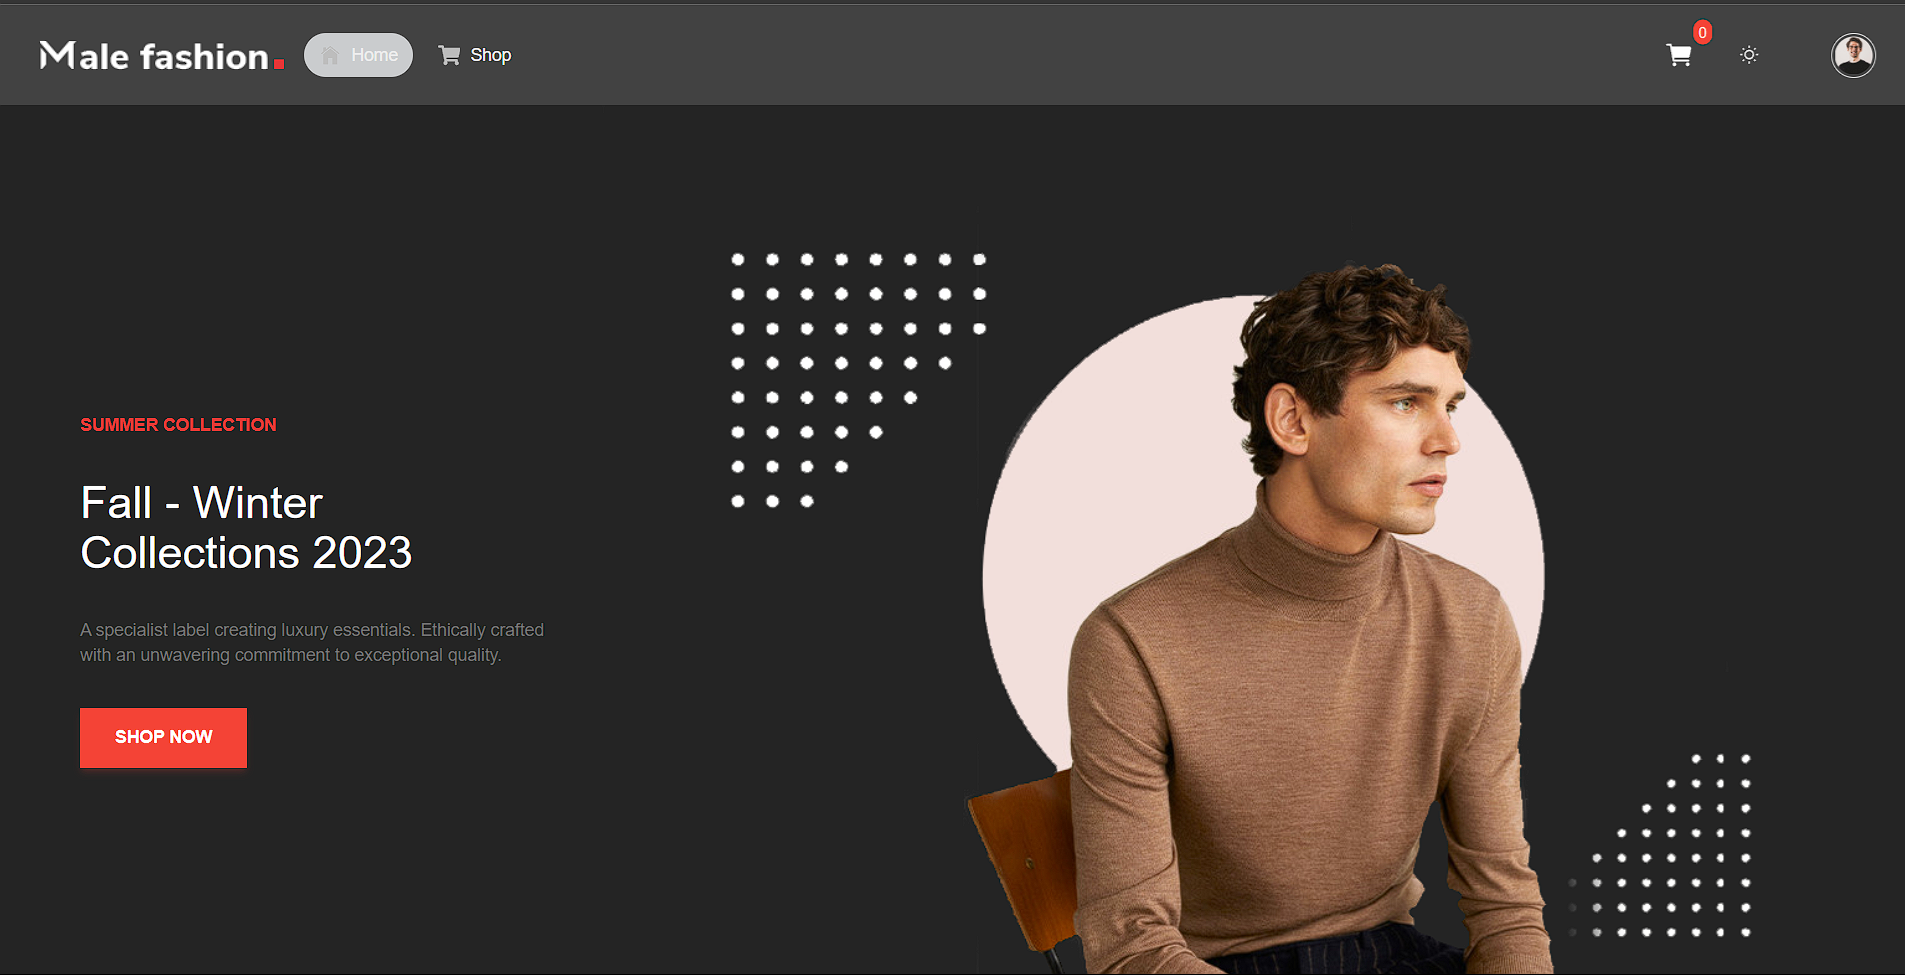 Male fashion.
Home
Shop
0
SUMMER COLLECTION
Fall - Winter
Collections 2023
A specialist label creating luxury essentials. Ethically crafted
with an unwavering commitment to exceptional quality.
SHOP NOW